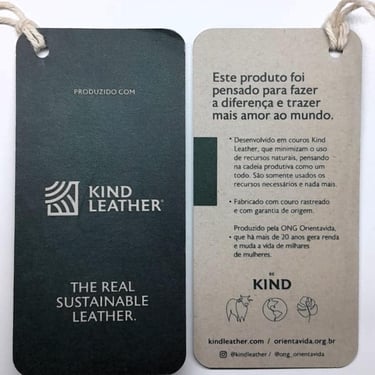 PRODUZIDO COM
KIND
LEATHER®
THE REAL
SUSTAINABLE
LEATHER.
Este produto foi
pensado para fazer
a diferença e trazer
mais amor ao mundo.
• Desenvolvido em couros Kind
Leather, que minimizam o uso
de recursos naturais, pensando
na cadeia produtiva como um
todo. São somente usados os
recursos necessários e nada mais.
• Fabricado com couro rastreado
e com garantia de origem.
Produzido pela ONG Orientavida,
• que há mais de 20 anos gera renda
e muda a vida de milhares
de mulheres.
BE
KIND
kindleather.com / orientavida.org.br
@kindleather / @ong_orientavida